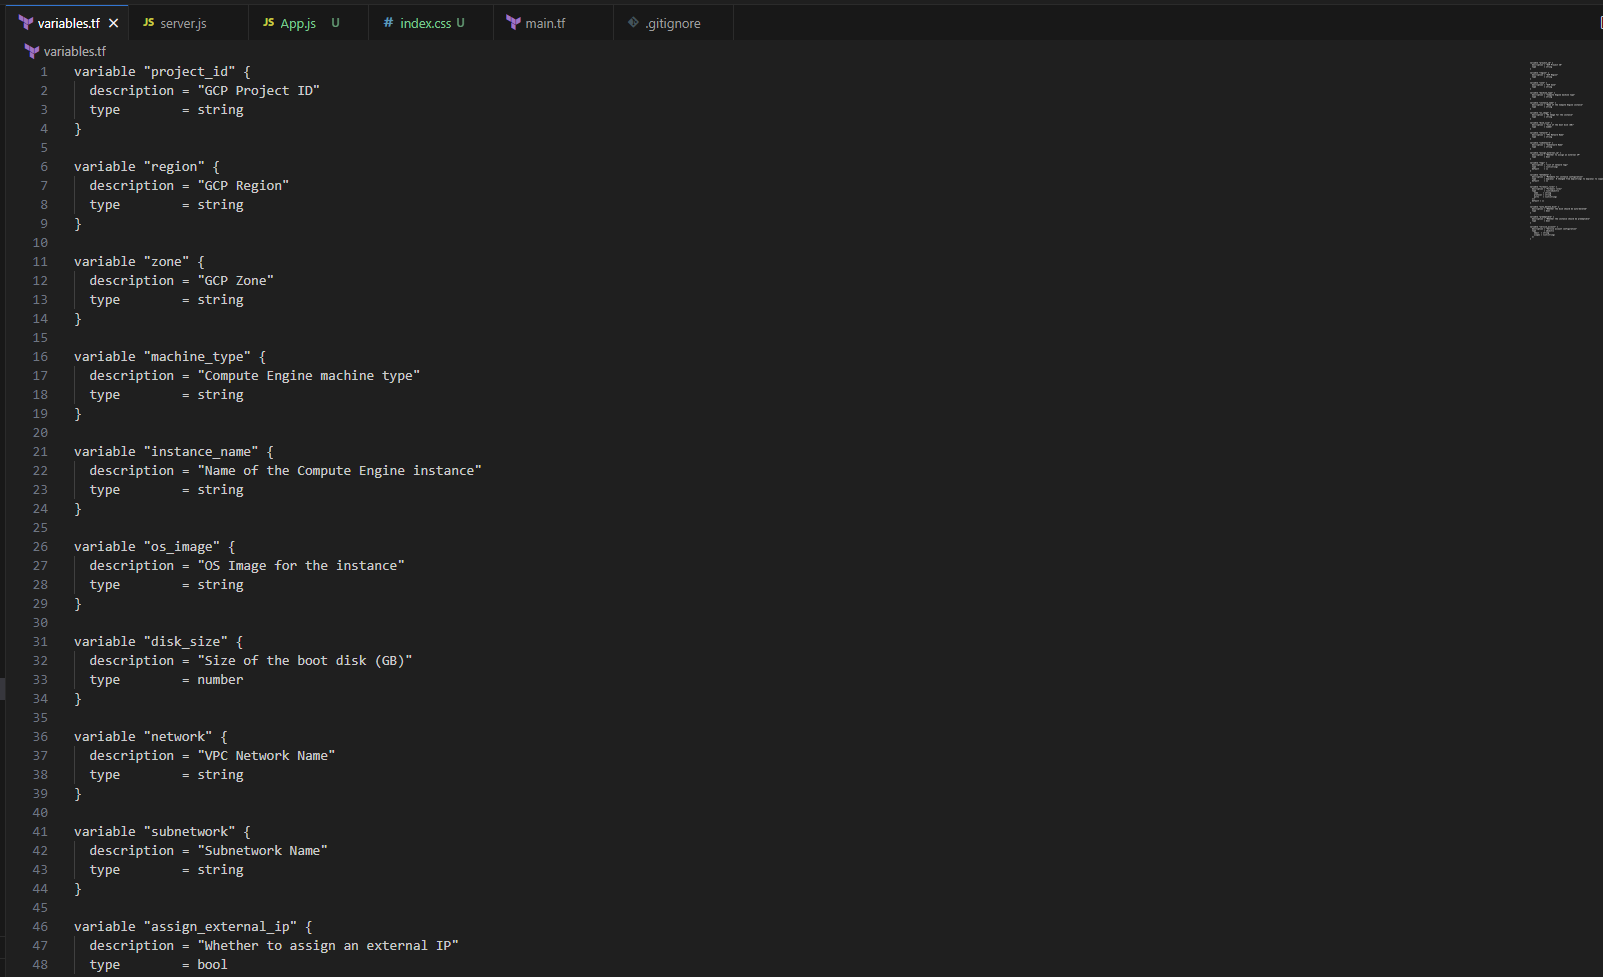 variables.tf
JS server.js
JS App.js U
# index.css U
main.tf
.gitignore
variables.tf
1 variable "project_id" {
2 description = "GCP Project ID"
3 type = string
4 }
5
6 variable "region" {
7 description = "GCP Region"
8 type = string
9 }
10
11 variable "zone" {
12 description = "GCP Zone"
13 type = string
14 }
15
16 variable "machine_type" {
17 description = "Compute Engine machine type"
18 type = string
19 }
20
21 variable "instance_name" {
22 description = "Name of the Compute Engine instance"
23 type = string
24 }
25
26 variable "os_image" {
27 description = "OS Image for the instance"
28 type = string
29 }
30
31 variable "disk_size" {
32 description = "Size of the boot disk (GB)"
33 type = number
34 }
35
36 variable "network" {
37 description = "VPC Network Name"
38 type = string
39 }
40
41 variable "subnetwork" {
42 description = "Subnetwork Name"
43 type = string
44 }
45
46 variable "assign_external_ip" {
47 description = "Whether to assign an external IP"
48 type = bool